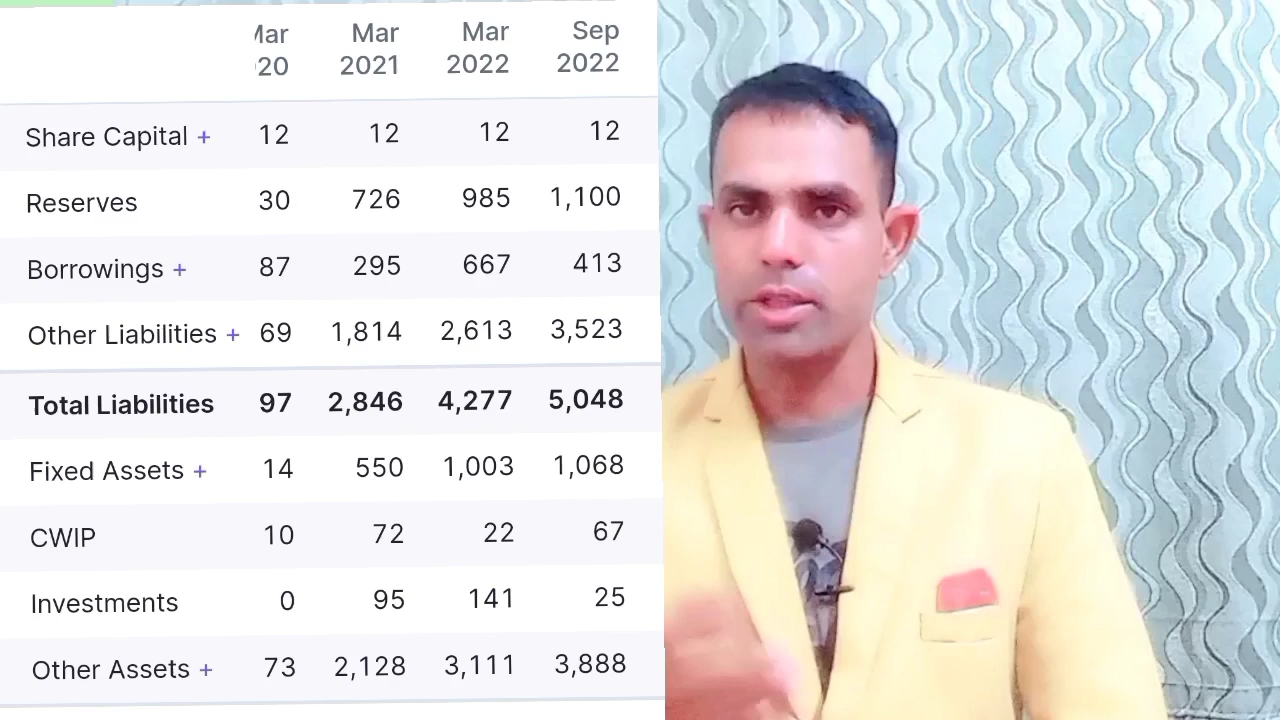 Mar Mar Sep
20 2021 2022 2022
Share Capital + 12 12 12 12
Reserves 30 726 985 1,100
Borrowings + 87 295 667 413
Other Liabilities + 69 1,814 2,613 3,523
Total Liabilities 97 2,846 4,277 5,048
Fixed Assets + 14 550 1,003 1,068
CWIP 10 72 22 67
Investments 0 95 141 25
Other Assets + 73 2,128 3,111 3,888